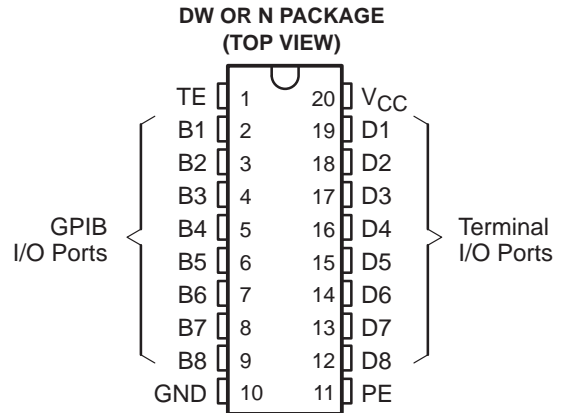 DW OR N PACKAGE
(TOP VIEW)
TE 1 20 VCC
B1 2 19 D1
B2 3 18 D2
B3 4 17 D3
B4 5 16 D4
B5 6 15 D5
B6 7 14 D6
B7 8 13 D7
B8 9 12 D8
GND 10 11 PE
GPIB
I/O Ports
Terminal
I/O Ports